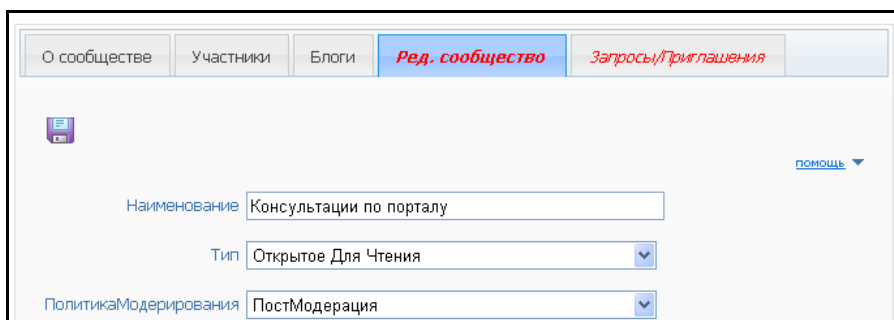 О сообществе Участники Блоги Ред. сообщество Запросы/Приглашения
помощь
Наименование Консультации по порталу
Тип Открытое Для Чтения
ПолитикаМодерирования ПостМодерация